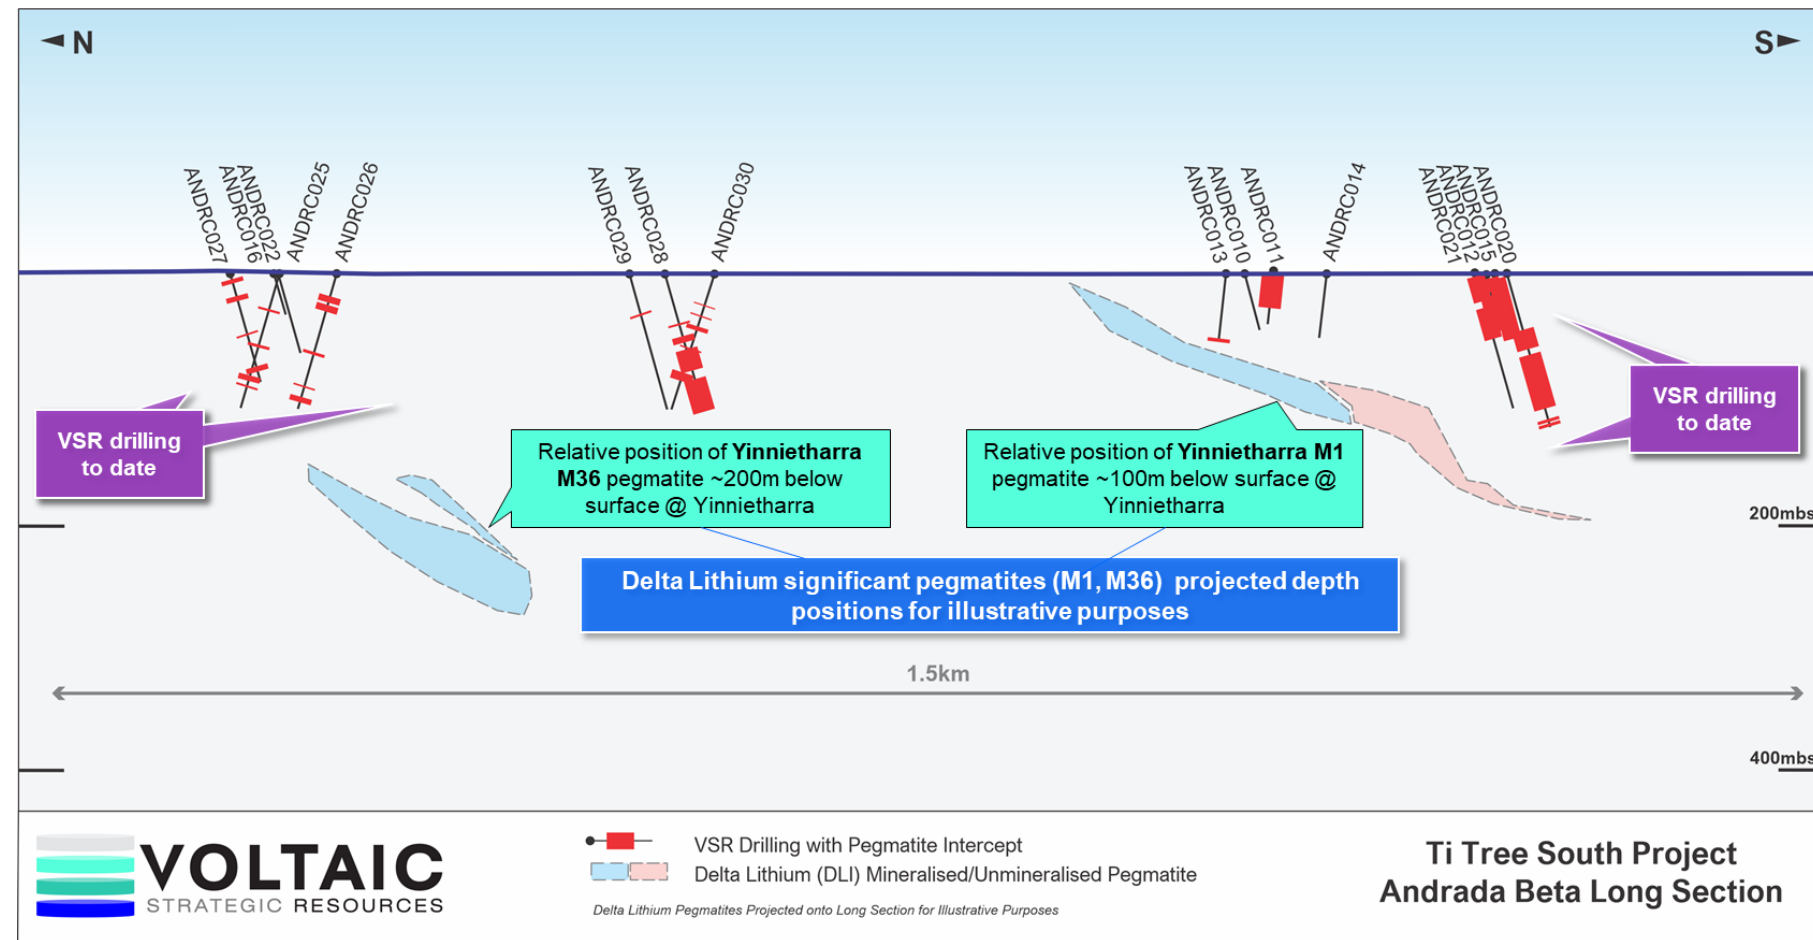 N
S
ANDRC027
ANDRC016
ANDRC022
ANDRC025
ANDRC026
ANDRC029
ANDRC028
ANDRC030
ANDRC013
ANDRC010
ANDRC011
ANDRC014
ANDRC021
ANDRC012
ANDRC015
ANDRC020
VSR drilling
to date
VSR drilling
to date
Relative position of Yinnietharra
M36 pegmatite ~200m below
surface @ Yinnietharra
Relative position of Yinnietharra M1
pegmatite ~100m below surface @
Yinnietharra
200mbs
Delta Lithium significant pegmatites (M1, M36) projected depth
positions for illustrative purposes
1.5km
400mbs
VOLTAIC
STRATEGIC RESOURCES
VSR Drilling with Pegmatite Intercept
Delta Lithium (DLI) Mineralised/Unmineralised Pegmatite
Delta Lithium Pegmatites Projected onto Long Section for Illustrative Purposes
Ti Tree South Project
Andrada Beta Long Section